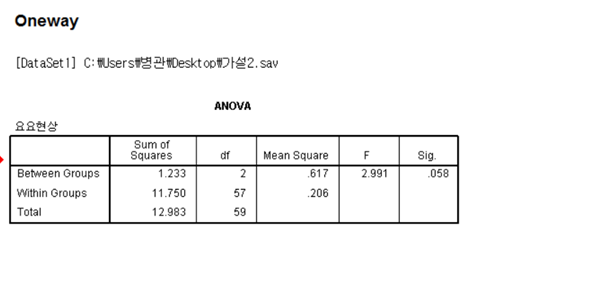 Oneway
[DataSet1] C:₩Users₩병관₩Desktop₩가설2.sav
ANOVA
요요현상
Sum of Squares df Mean Square F Sig.
Between Groups 1.233 2 .617 2.991 .058
Within Groups 11.750 57 .206
Total 12.983 59